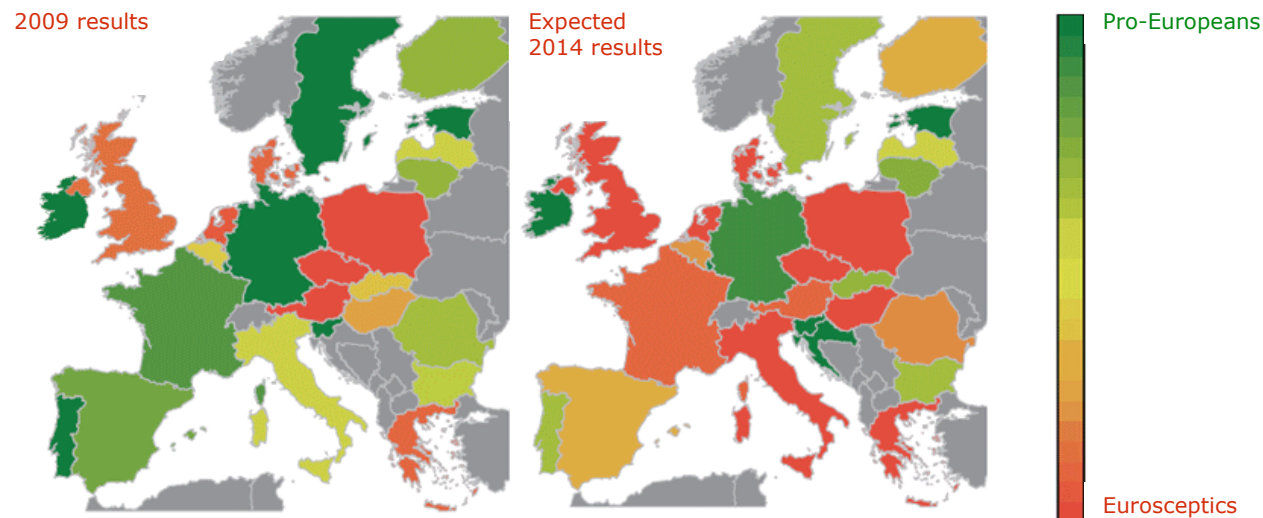 2009 results
Expected
2014 results
Pro-Europeans
Eurosceptics